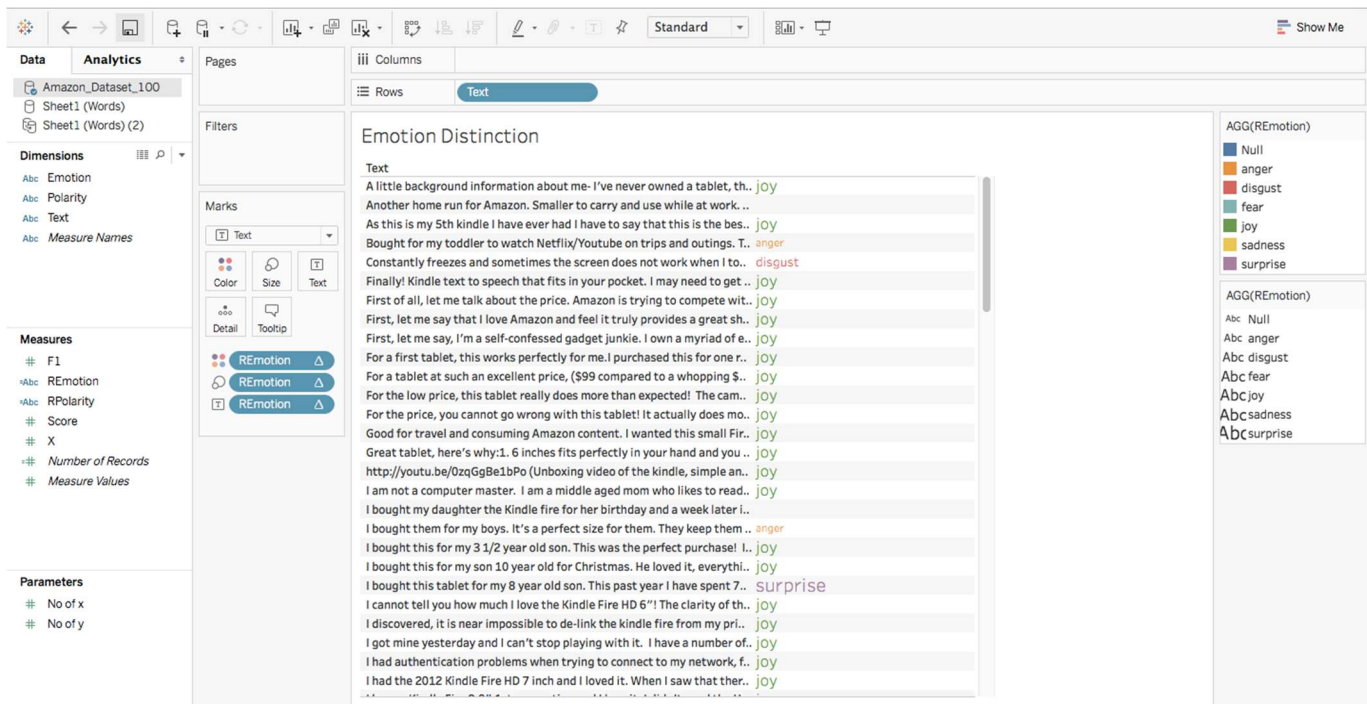 Standard
Show Me
Data Analytics
Amazon_Dataset_100
Sheet1 (Words)
Sheet1 (Words) (2)
Dimensions
Abc Emotion
Abc Polarity
Abc Text
Abc Measure Names
Measures
# F1
=Abc REmotion
=Abc RPolarity
# Score
# X
=# Number of Records
# Measure Values
Parameters
# No of x
# No of y
Pages
Filters
Marks
T Text
Color Size Text
Detail Tooltip
REmotion Δ
REmotion Δ
T REmotion Δ
iii Columns
Rows Text
Emotion Distinction
Text
A little background information about me- I've never owned a tablet, th.. joy
Another home run for Amazon. Smaller to carry and use while at work. ..
As this is my 5th kindle I have ever had I have to say that this is the bes.. joy
Bought for my toddler to watch Netflix/Youtube on trips and outings. T.. anger
Constantly freezes and sometimes the screen does not work when I to.. disgust
Finally! Kindle text to speech that fits in your pocket. I may need to get .. joy
First of all, let me talk about the price. Amazon is trying to compete wit.. joy
First, let me say that I love Amazon and feel it truly provides a great sh.. joy
First, let me say, I'm a self-confessed gadget junkie. I own a myriad of e.. joy
For a first tablet, this works perfectly for me.I purchased this for one r.. joy
For a tablet at such an excellent price, ($99 compared to a whopping $.. joy
For the low price, this tablet really does more than expected! The cam.. joy
For the price, you cannot go wrong with this tablet! It actually does mo.. joy
Good for travel and consuming Amazon content. I wanted this small Fir.. joy
Great tablet, here's why:1. 6 inches fits perfectly in your hand and you .. joy
http://youtu.be/0zqGgBe1bPo (Unboxing video of the kindle, simple an.. joy
I am not a computer master. I am a middle aged mom who likes to read.. joy
I bought my daughter the Kindle fire for her birthday and a week later i..
I bought them for my boys. It's a perfect size for them. They keep them .. anger
I bought this for my 3 1/2 year old son. This was the perfect purchase! I.. joy
I bought this for my son 10 year old for Christmas. He loved it, everythi.. joy
I bought this tablet for my 8 year old son. This past year I have spent 7.. surprise
I cannot tell you how much I love the Kindle Fire HD 6"! The clarity of th.. joy
I discovered, it is near impossible to de-link the kindle fire from my pri.. joy
I got mine yesterday and I can't stop playing with it. I have a number of.. joy
I had authentication problems when trying to connect to my network, f.. joy
I had the 2012 Kindle Fire HD 7 inch and I loved it. When I saw that ther.. joy
AGG(REmotion)
Null
anger
disgust
fear
joy
sadness
surprise
AGG(REmotion)
Abc Null
Abc anger
Abc disgust
Abc fear
Abc joy
Abc sadness
Abc surprise